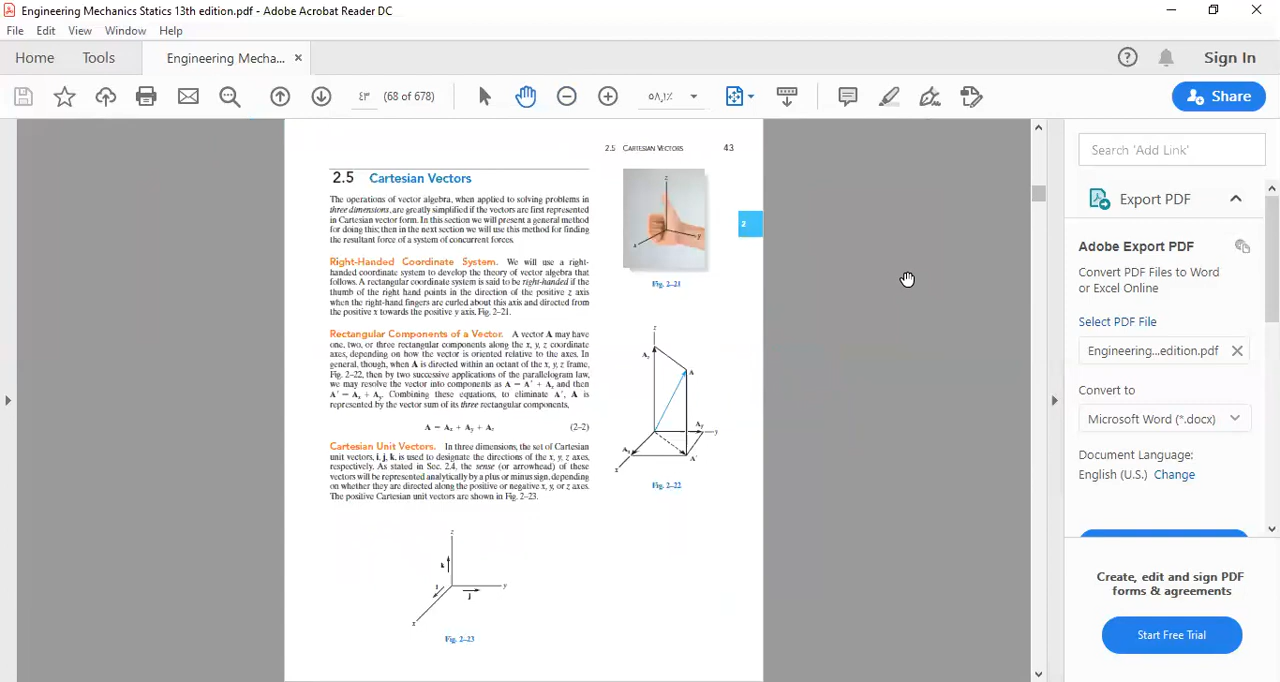 Engineering Mechanics Statics 13th edition.pdf - Adobe Acrobat Reader DC
File Edit View Window Help
Home Tools Engineering Mecha... ×
Sign In
٤٣ (68 of 678)
٥٨,١٪
Share
2.5 CARTESIAN VECTORS 43
2.5 Cartesian Vectors
The operations of vector algebra, when applied to solving problems in
three dimensions, are greatly simplified if the vectors are first represented
in Cartesian vector form. In this section we will present a general method
for doing this; then in the next section we will use this method for finding
the resultant force of a system of concurrent forces.
Right-Handed Coordinate System. We will use a right-
handed coordinate system to develop the theory of vector algebra that
follows. A rectangular coordinate system is said to be right-handed if the
thumb of the right hand points in the direction of the positive z axis
when the right-hand fingers are curled about this axis and directed from
the positive x towards the positive y axis, Fig. 2–21.
Rectangular Components of a Vector. A vector A may have
one, two, or three rectangular components along the x, y, z coordinate
axes, depending on how the vector is oriented relative to the axes. In
general, though, when A is directed within an octant of the x, y, z frame,
Fig. 2–22, then by two successive applications of the parallelogram law,
we may resolve the vector into components as A = A′ + Az and then
A′ = Ax + Ay. Combining these equations, to eliminate A′, A is
represented by the vector sum of its three rectangular components,
A = Ax + Ay + Az (2–2)
Cartesian Unit Vectors. In three dimensions, the set of Cartesian
unit vectors, i, j, k, is used to designate the directions of the x, y, z axes,
respectively. As stated in Sec. 2.4, the sense (or arrowhead) of these
vectors will be represented analytically by a plus or minus sign, depending
on whether they are directed along the positive or negative x, y, or z axes.
The positive Cartesian unit vectors are shown in Fig. 2–23.
z
k
i
y
j
Fig. 2–23
z
x
y
Fig. 2–21
2
z
Az
A
Ay
y
Ax
A′
x
Fig. 2–22
Search 'Add Link'
Export PDF
Adobe Export PDF
Convert PDF Files to Word
or Excel Online
Select PDF File
Engineering...edition.pdf
Convert to
Microsoft Word (*.docx)
Document Language:
English (U.S.) Change
Create, edit and sign PDF
forms & agreements
Start Free Trial